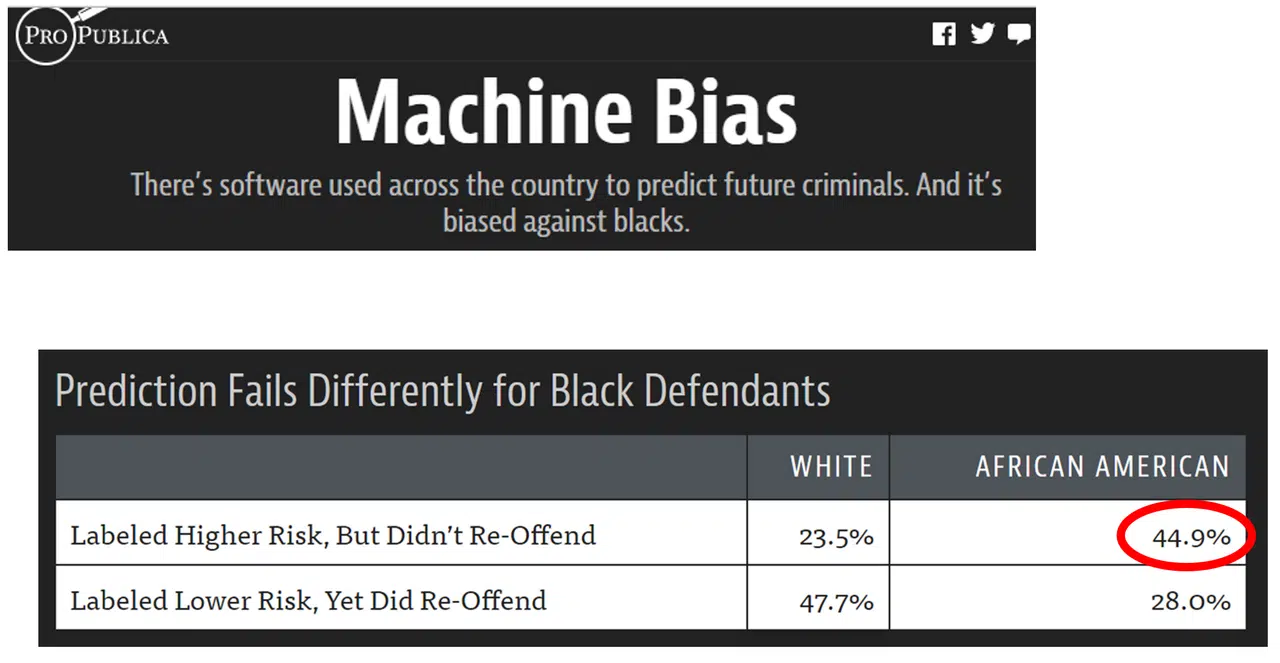 PROPUBLICA
Machine Bias
There's software used across the country to predict future criminals. And it's
biased against blacks.
Prediction Fails Differently for Black Defendants
WHITE AFRICAN AMERICAN
Labeled Higher Risk, But Didn't Re-Offend 23.5% 44.9%
Labeled Lower Risk, Yet Did Re-Offend 47.7% 28.0%